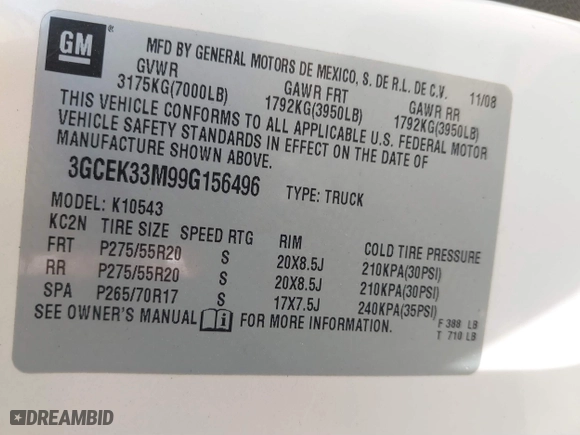 GM
MFD BY GENERAL MOTORS DE MEXICO, S. DE R.L. DE C.V. 11/08
GVWR GAWR FRT GAWR RR
3175KG(7000LB) 1792KG(3950LB) 1792KG(3950LB)
THIS VEHICLE CONFORMS TO ALL APPLICABLE U.S. FEDERAL MOTOR
VEHICLE SAFETY STANDARDS IN EFFECT ON THE DATE OF
MANUFACTURE SHOWN ABOVE.
3GCEK33M99G156496 TYPE: TRUCK
MODEL: K10543
KC2N TIRE SIZE SPEED RTG RIM COLD TIRE PRESSURE
FRT P275/55R20 S 20X8.5J 210KPA(30PSI)
RR P275/55R20 S 20X8.5J 210KPA(30PSI)
SPA P265/70R17 S 17X7.5J 240KPA(35PSI)
SEE OWNER'S MANUAL i FOR MORE INFORMATION.
F 388 LB
T 710 LB
DREAMBID